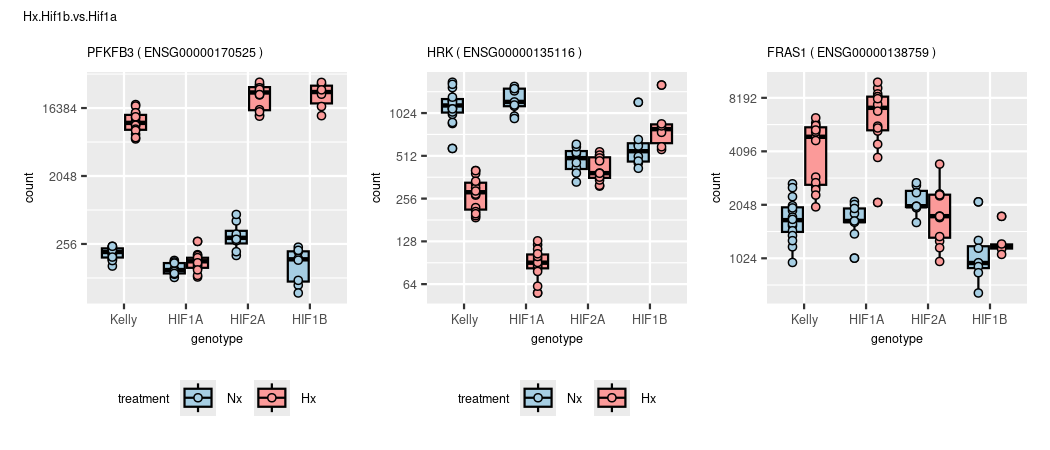 Hx.Hif1b.vs.Hif1a
PFKFB3 ( ENSG00000170525 )
16384
2048
256
count
Kelly HIF1A HIF2A HIF1B
genotype
treatment Nx Hx
HRK ( ENSG00000135116 )
1024
512
256
128
64
count
Kelly HIF1A HIF2A HIF1B
genotype
treatment Nx Hx
FRAS1 ( ENSG00000138759 )
8192
4096
2048
1024
count
Kelly HIF1A HIF2A HIF1B
genotype